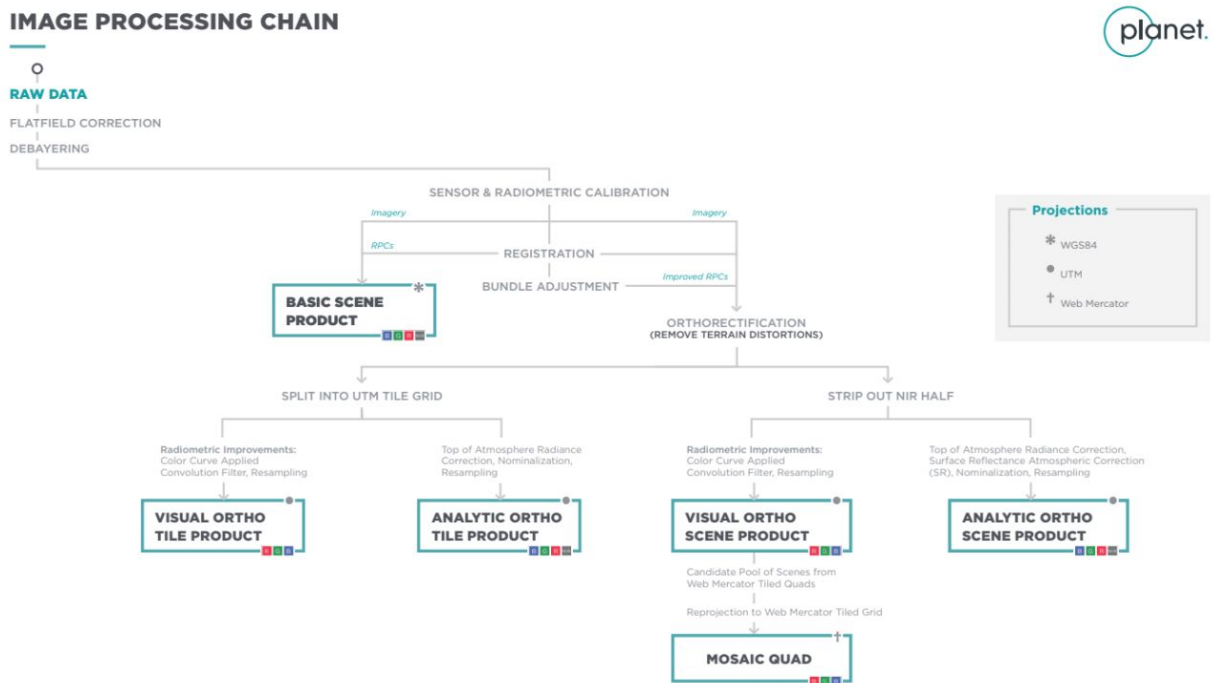 IMAGE PROCESSING CHAIN
planet.
RAW DATA
FLATFIELD CORRECTION
DEBAYERING
SENSOR & RADIOMETRIC CALIBRATION
Imagery
Imagery
RPCs
REGISTRATION
Improved RPCs
BUNDLE ADJUSTMENT
BASIC SCENE
PRODUCT
B G R
ORTHORECTIFICATION
(REMOVE TERRAIN DISTORTIONS)
Projections
* WGS84
● UTM
† Web Mercator
SPLIT INTO UTM TILE GRID
STRIP OUT NIR HALF
Radiometric Improvements:
Color Curve Applied
Convolution Filter, Resampling
Top of Atmosphere Radiance
Correction, Nominalization,
Resampling
Radiometric Improvements:
Color Curve Applied
Convolution Filter, Resampling
Top of Atmosphere Radiance Correction,
Surface Reflectance Atmospheric Correction
(SR), Nominalization, Resampling
VISUAL ORTHO
TILE PRODUCT
R G B
ANALYTIC ORTHO
TILE PRODUCT
B G R
VISUAL ORTHO
SCENE PRODUCT
R G B
ANALYTIC ORTHO
SCENE PRODUCT
B G R
Candidate Pool of Scenes from
Web Mercator Tiled Quads
Reprojection to Web Mercator Tiled Grid
†
MOSAIC QUAD
R G B